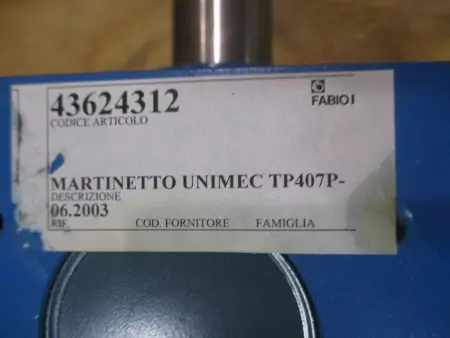 43624312
CODICE ARTICOLO
FABIO I
MARTINETTO UNIMEC TP407P-
DESCRIZIONE
06.2003
RIF. COD. FORNITORE FAMIGLIA